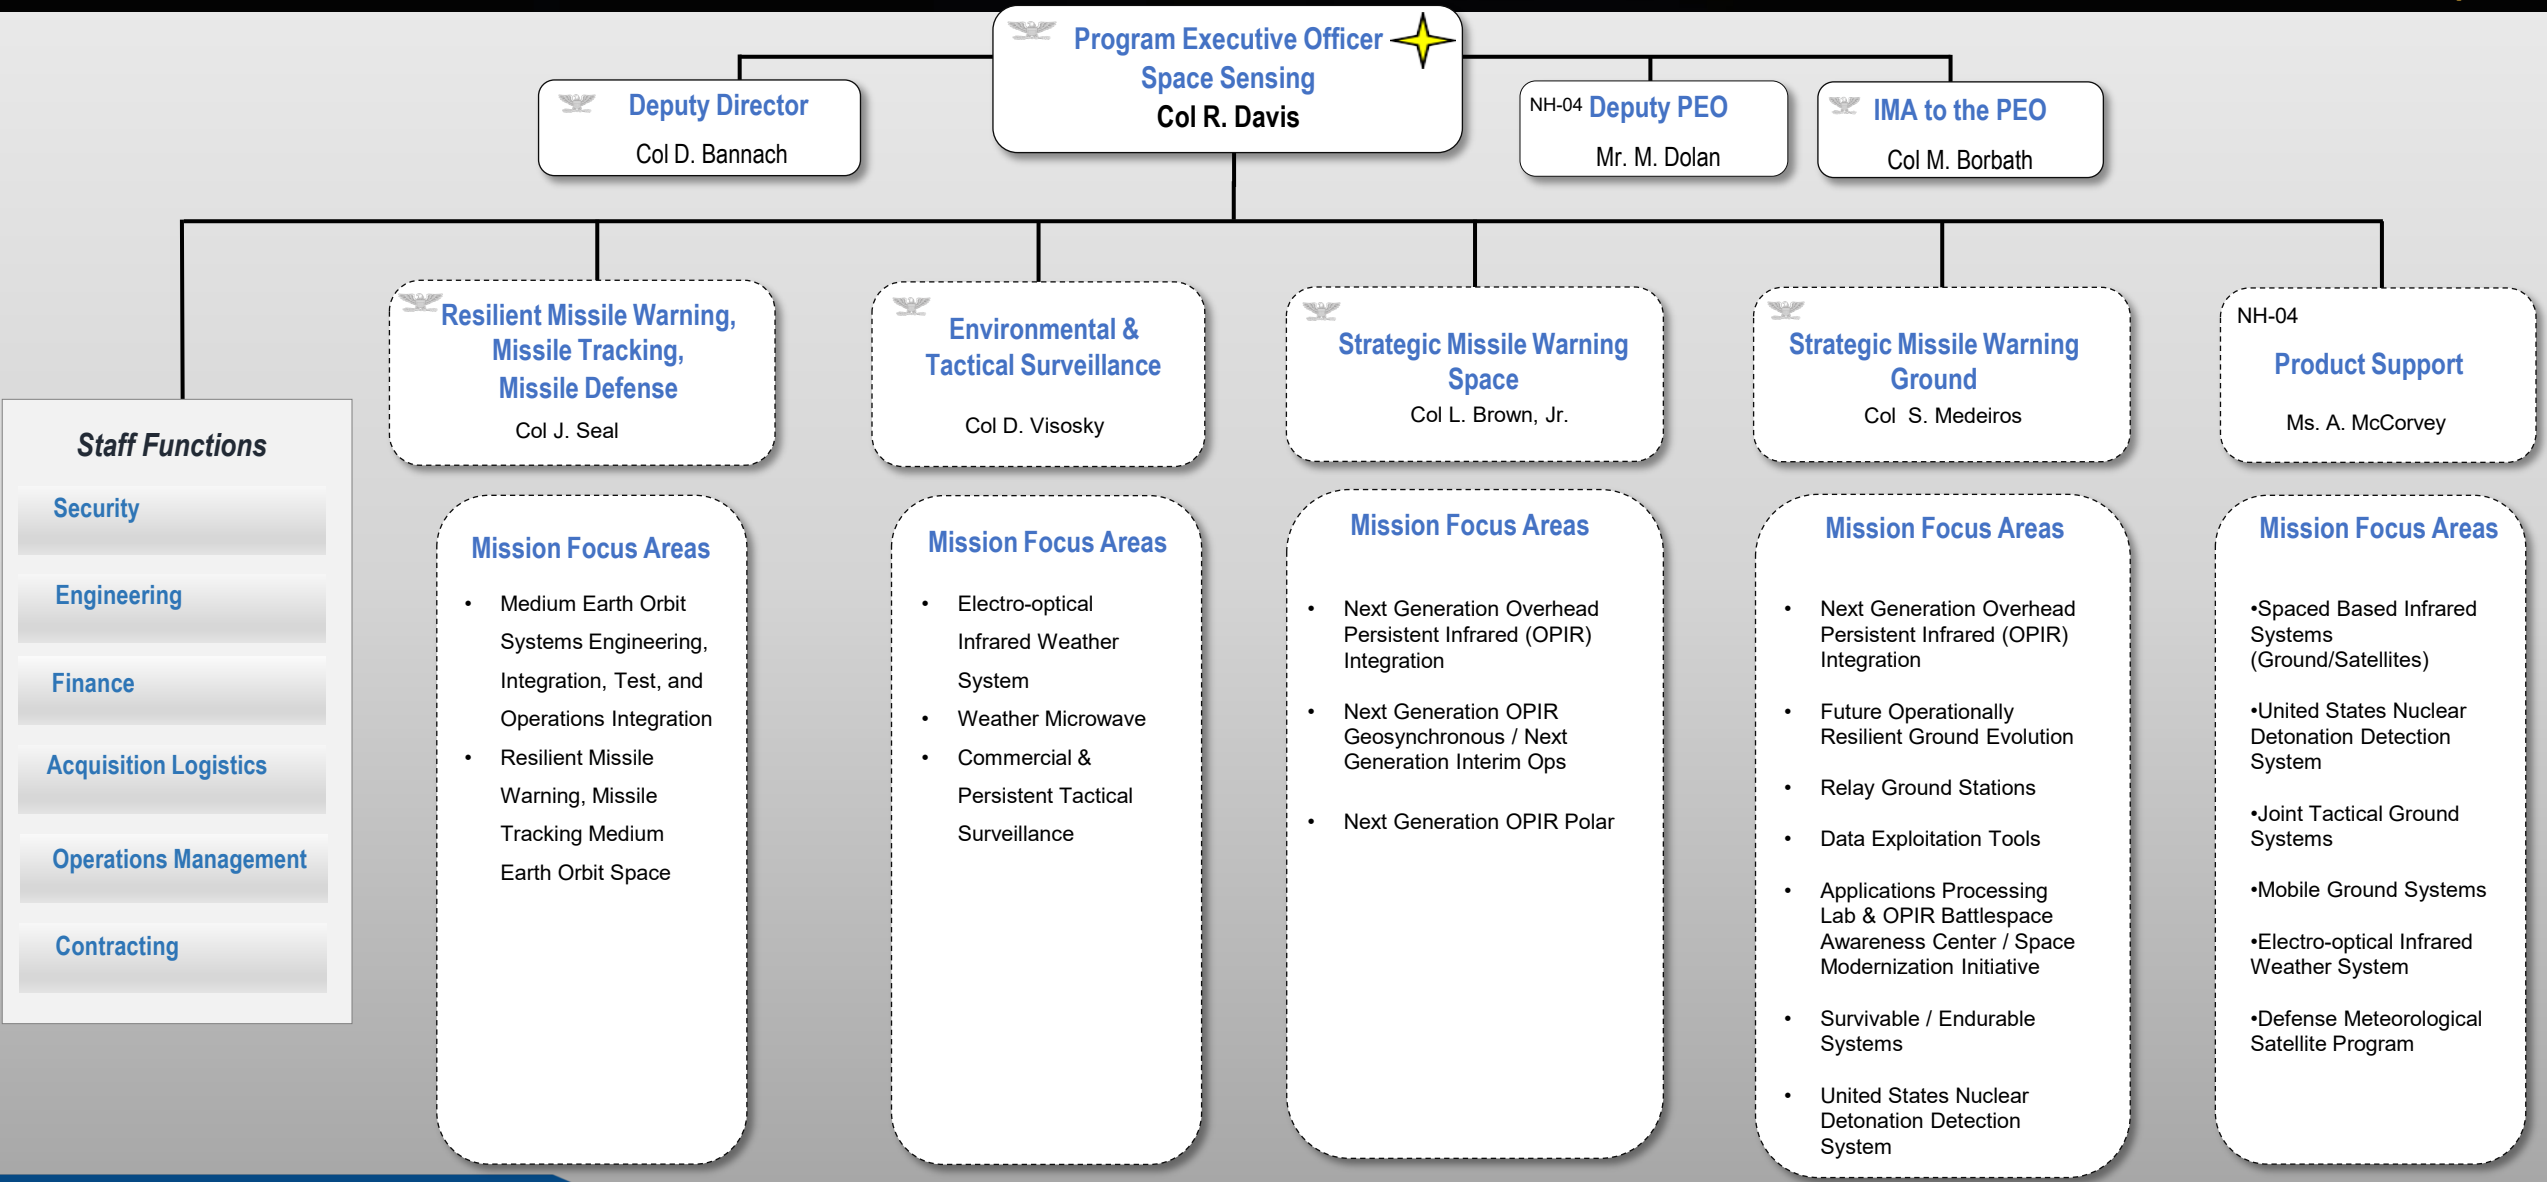 Program Executive Officer
Space Sensing
Col R. Davis
Deputy Director
Col D. Bannach
NH-04 Deputy PEO
Mr. M. Dolan
IMA to the PEO
Col M. Borbath
Staff Functions
Security
Engineering
Finance
Acquisition Logistics
Operations Management
Contracting
Resilient Missile Warning,
Missile Tracking,
Missile Defense
Col J. Seal
Mission Focus Areas
• Medium Earth Orbit
Systems Engineering,
Integration, Test, and
Operations Integration
• Resilient Missile
Warning, Missile
Tracking Medium
Earth Orbit Space
Environmental &
Tactical Surveillance
Col D. Visosky
Mission Focus Areas
• Electro-optical
Infrared Weather
System
• Weather Microwave
• Commercial &
Persistent Tactical
Surveillance
Strategic Missile Warning
Space
Col L. Brown, Jr.
Mission Focus Areas
• Next Generation Overhead
Persistent Infrared (OPIR)
Integration
• Next Generation OPIR
Geosynchronous / Next
Generation Interim Ops
• Next Generation OPIR Polar
Strategic Missile Warning
Ground
Col S. Medeiros
Mission Focus Areas
• Next Generation Overhead
Persistent Infrared (OPIR)
Integration
• Future Operationally
Resilient Ground Evolution
• Relay Ground Stations
• Data Exploitation Tools
• Applications Processing
Lab & OPIR Battlespace
Awareness Center / Space
Modernization Initiative
• Survivable / Endurable
Systems
• United States Nuclear
Detonation Detection
System
NH-04
Product Support
Ms. A. McCorvey
Mission Focus Areas
•Spaced Based Infrared
Systems
(Ground/Satellites)
•United States Nuclear
Detonation Detection
System
•Joint Tactical Ground
Systems
•Mobile Ground Systems
•Electro-optical Infrared
Weather System
•Defense Meteorological
Satellite Program